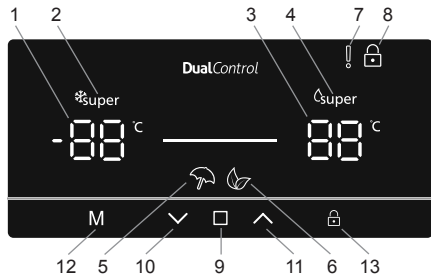 1 2 3 4 7 8
DualControl
super super
-88 °C 88 °C
M
12 5 10 9 11 6 13